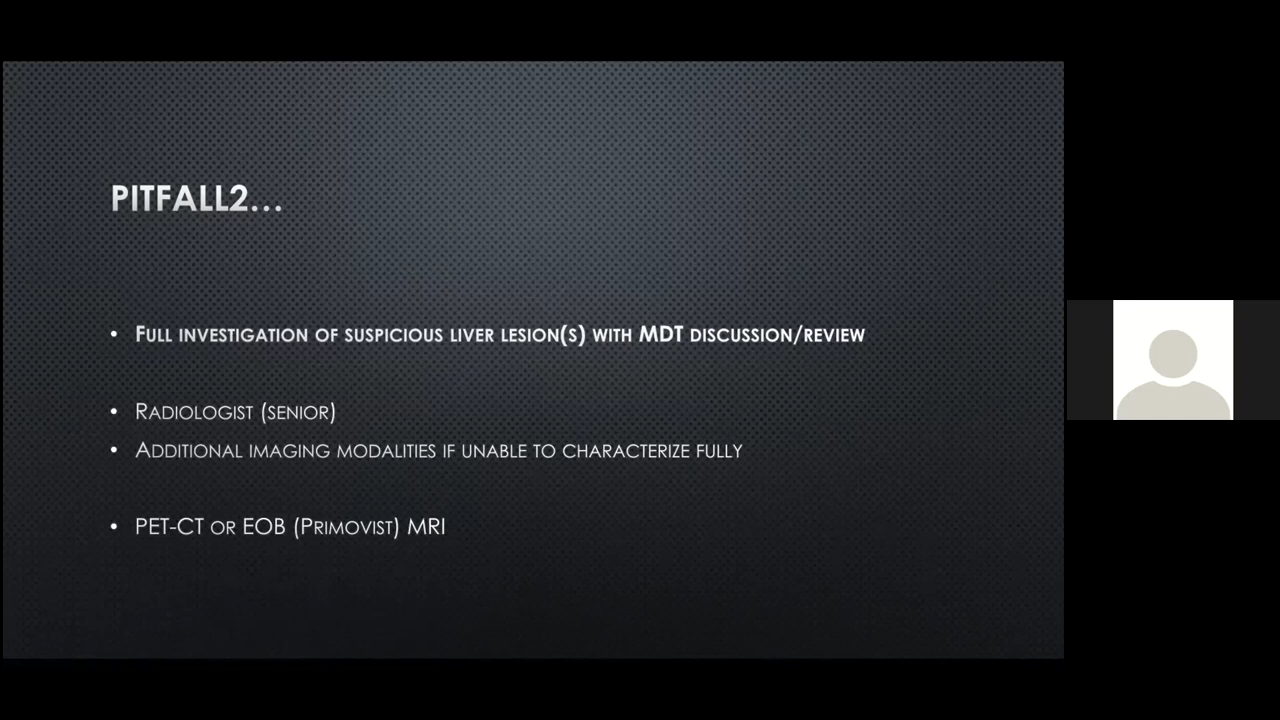 PITFALL2…
• FULL INVESTIGATION OF SUSPICIOUS LIVER LESION(S) WITH MDT DISCUSSION/REVIEW
• RADIOLOGIST (SENIOR)
• ADDITIONAL IMAGING MODALITIES IF UNABLE TO CHARACTERIZE FULLY
• PET-CT OR EOB (PRIMOVIST) MRI